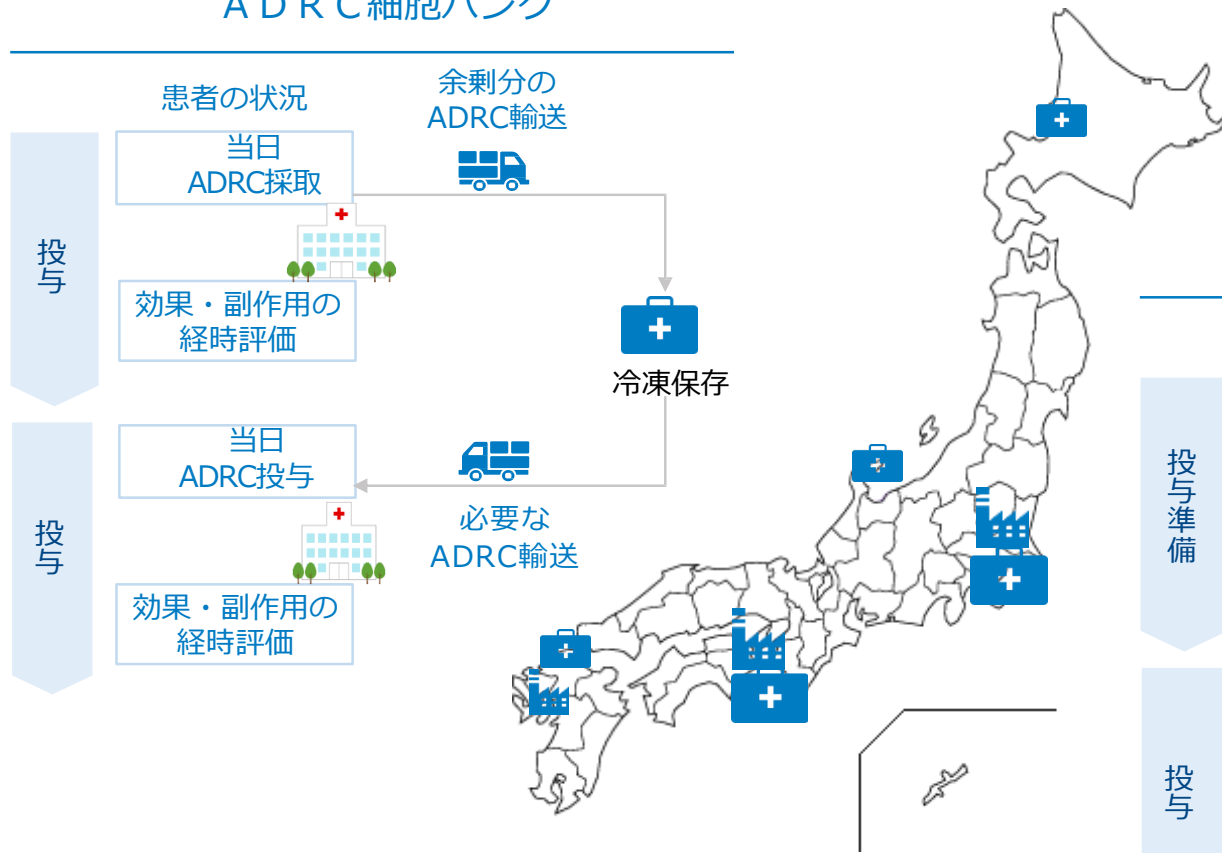 ＡＤＲＣ細胞バンク
患者の状況
余剰分の
ADRC輸送
投与
当日
ADRC採取
効果・副作用の
経時評価
冷凍保存
投与
当日
ADRC投与
必要な
ADRC輸送
効果・副作用の
経時評価
投与準備
投与